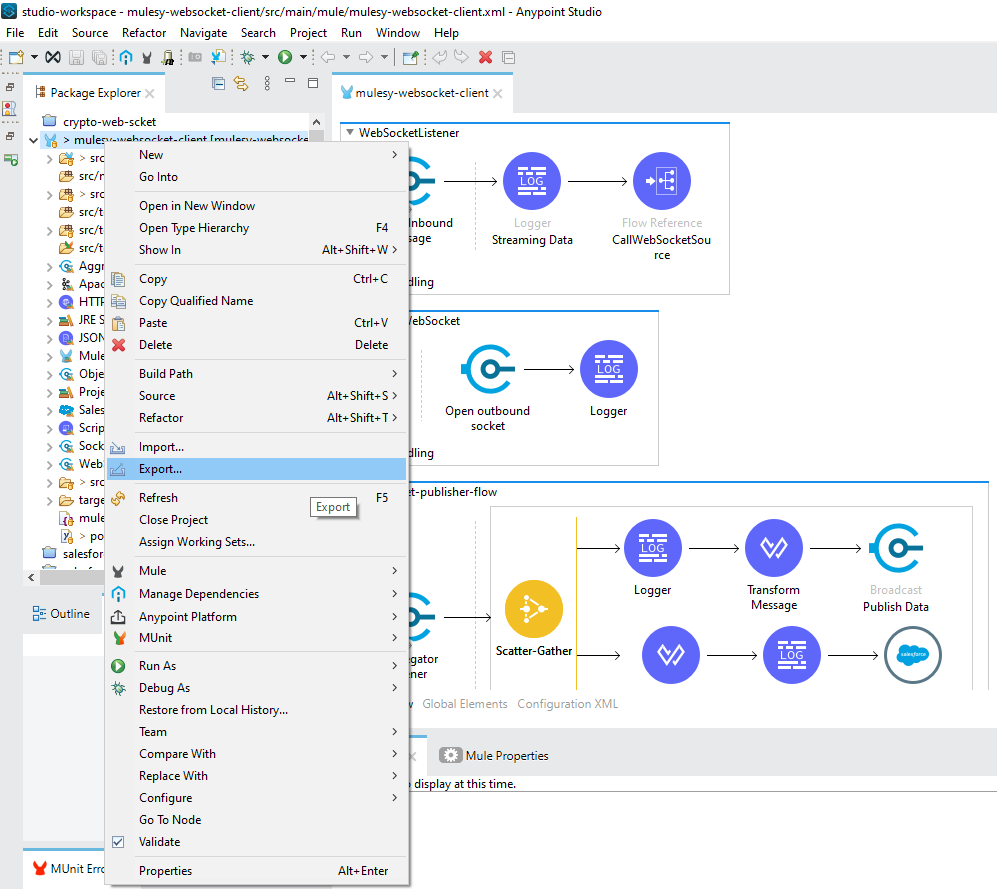 studio-workspace - mulesy-websocket-client/src/main/mule/mulesy-websocket-client.xml - Anypoint Studio
File Edit Source Refactor Navigate Search Project Run Window Help
Package Explorer
mulesy-websocket-client
crypto-web-scket
> mulesy-websocket-client [mulesy-websocke
> src
src/
> src
src/t
> src/t
src/t
Aggr
Apac
HTTP
JRE S
JSON
Mule
Obje
Proje
Sales
Scrip
Sock
Web
> src
targe
mule
> po
salesfor
Outline
MUnit Erro
New
Go Into
Open in New Window
Open Type Hierarchy F4
Show In Alt+Shift+W
Copy Ctrl+C
Copy Qualified Name
Paste Ctrl+V
Delete Delete
Build Path
Source Alt+Shift+S
Refactor Alt+Shift+T
Import...
Export...
Refresh F5
Export
Close Project
Assign Working Sets...
Mule
Manage Dependencies
Anypoint Platform
MUnit
Run As
Debug As
Restore from Local History...
Team
Compare With
Replace With
Configure
Go To Node
Validate
Properties Alt+Enter
WebSocketListener
LOG
Inbound
sage
Logger
Streaming Data
Flow Reference
CallWebSocketSou
rce
dling
WebSocket
LOG
Open outbound
socket
Logger
dling
et-publisher-flow
LOG
Logger
Transform
Message
Broadcast
Publish Data
egator
ener
Scatter-Gather
LOG
salesforce
Global Elements
Configuration XML
Mule Properties
display at this time.